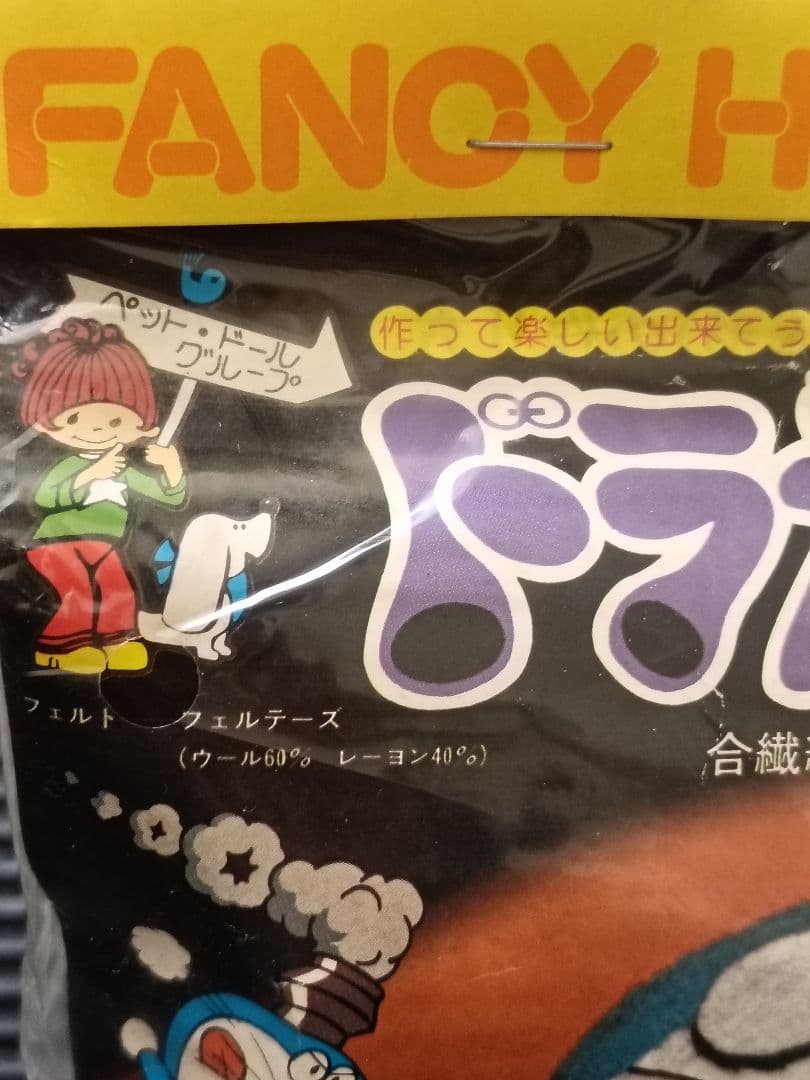 FANCY H
ペット・ドール
グループ
作って楽しい出来てう
ドラ
フェルト フェルテーズ
(ウール60% レーヨン40%)
合繊